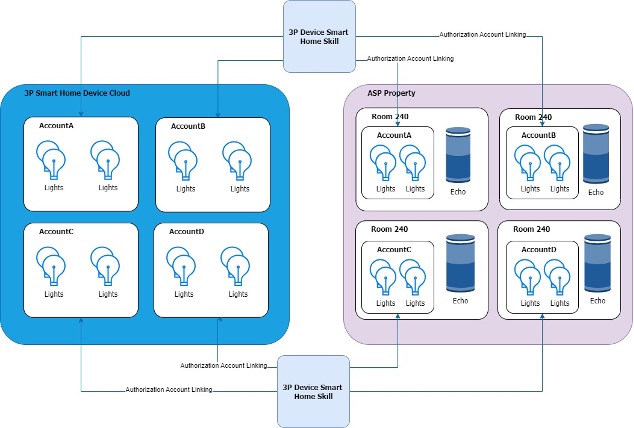 3P Device Smart
Home Skill
Authorization Account Linking
Authorization Account Linking
3P Smart Home Device Cloud
AccountA
Lights
Lights
AccountB
Lights
Lights
AccountC
Lights
Lights
AccountD
Lights
Lights
ASP Property
Room 240
AccountA
Lights
Lights
Echo
Room 240
AccountB
Lights
Lights
Echo
Room 240
AccountC
Lights
Lights
Echo
Room 240
AccountD
Lights
Lights
Echo
Authorization Account Linking
Authorization Account Linking
3P Device Smart
Home Skill